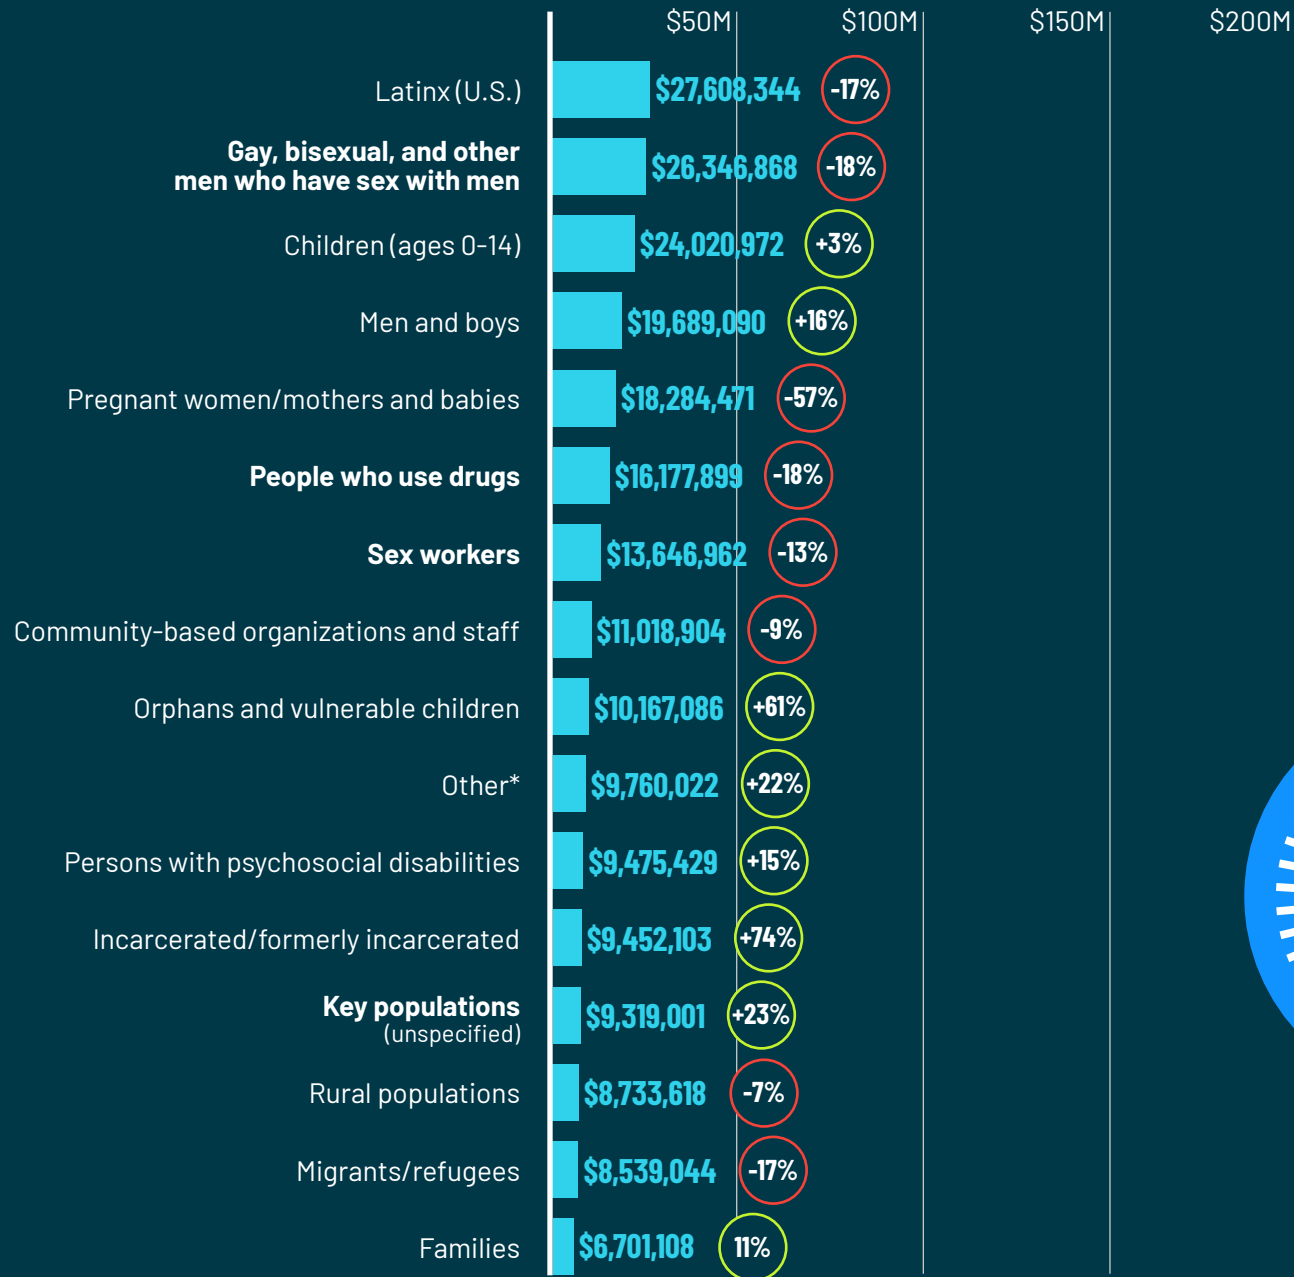 $50M $100M $150M $200M
Latinx (U.S.) $27,608,344 -17%
Gay, bisexual, and other
men who have sex with men $26,346,868 -18%
Children (ages 0-14) $24,020,972 +3%
Men and boys $19,689,090 +16%
Pregnant women/mothers and babies $18,284,471 -57%
People who use drugs $16,177,899 -18%
Sex workers $13,646,962 -13%
Community-based organizations and staff $11,018,904 -9%
Orphans and vulnerable children $10,167,086 +61%
Other* $9,760,022 +22%
Persons with psychosocial disabilities $9,475,429 +15%
Incarcerated/formerly incarcerated $9,452,103 +74%
Key populations
(unspecified) $9,319,001 +23%
Rural populations $8,733,618 -7%
Migrants/refugees $8,539,044 -17%
Families $6,701,108 11%